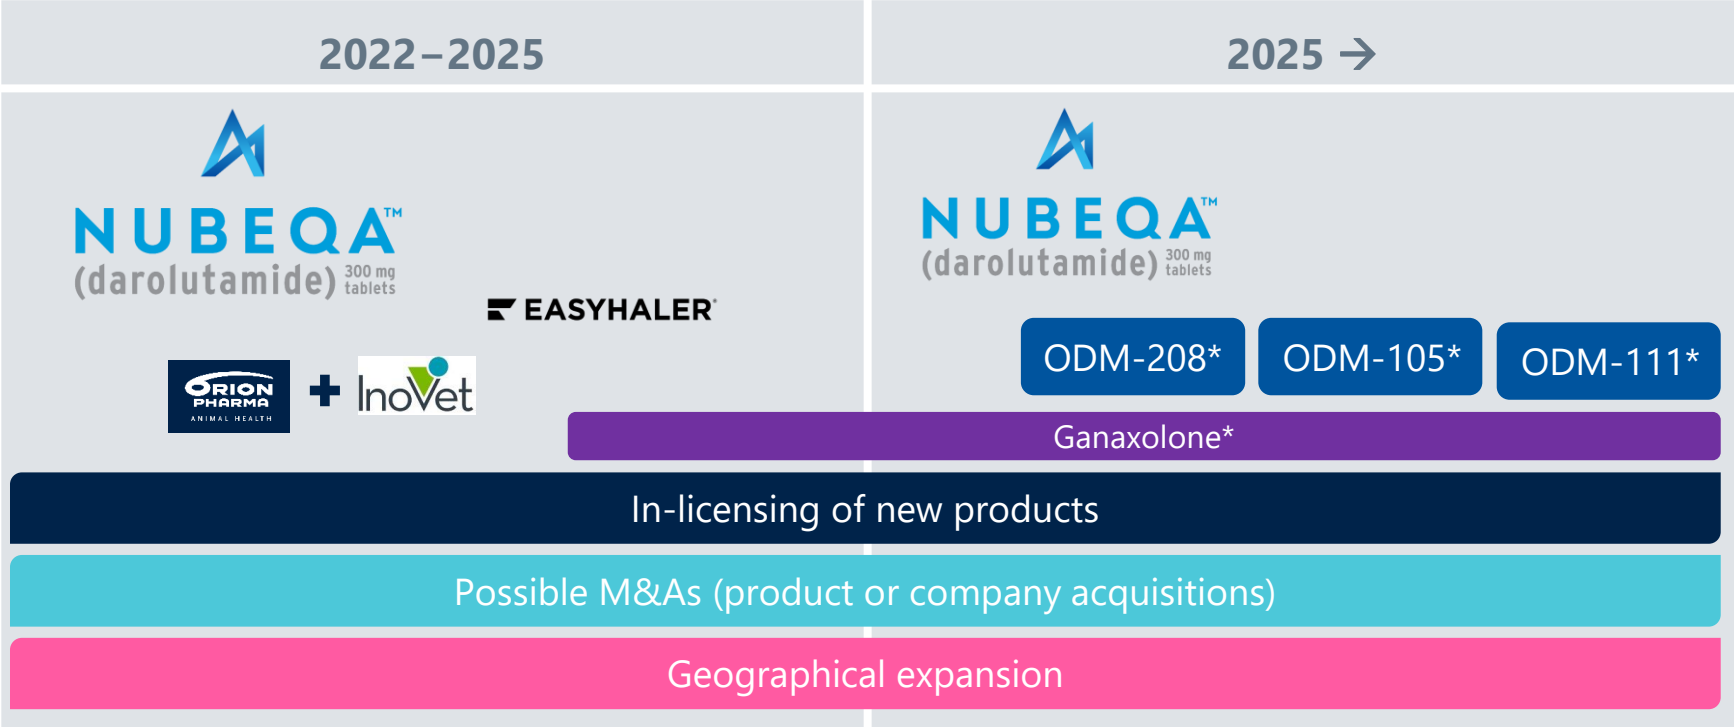 2022–2025
2025 →
NUBEQA™
(darolutamide) 300 mg tablets
EASYHALER®
ORION
PHARMA
ANIMAL HEALTH
+
InoVet
NUBEQA™
(darolutamide) 300 mg tablets
ODM-208*
ODM-105*
ODM-111*
Ganaxolone*
In-licensing of new products
Possible M&As (product or company acquisitions)
Geographical expansion